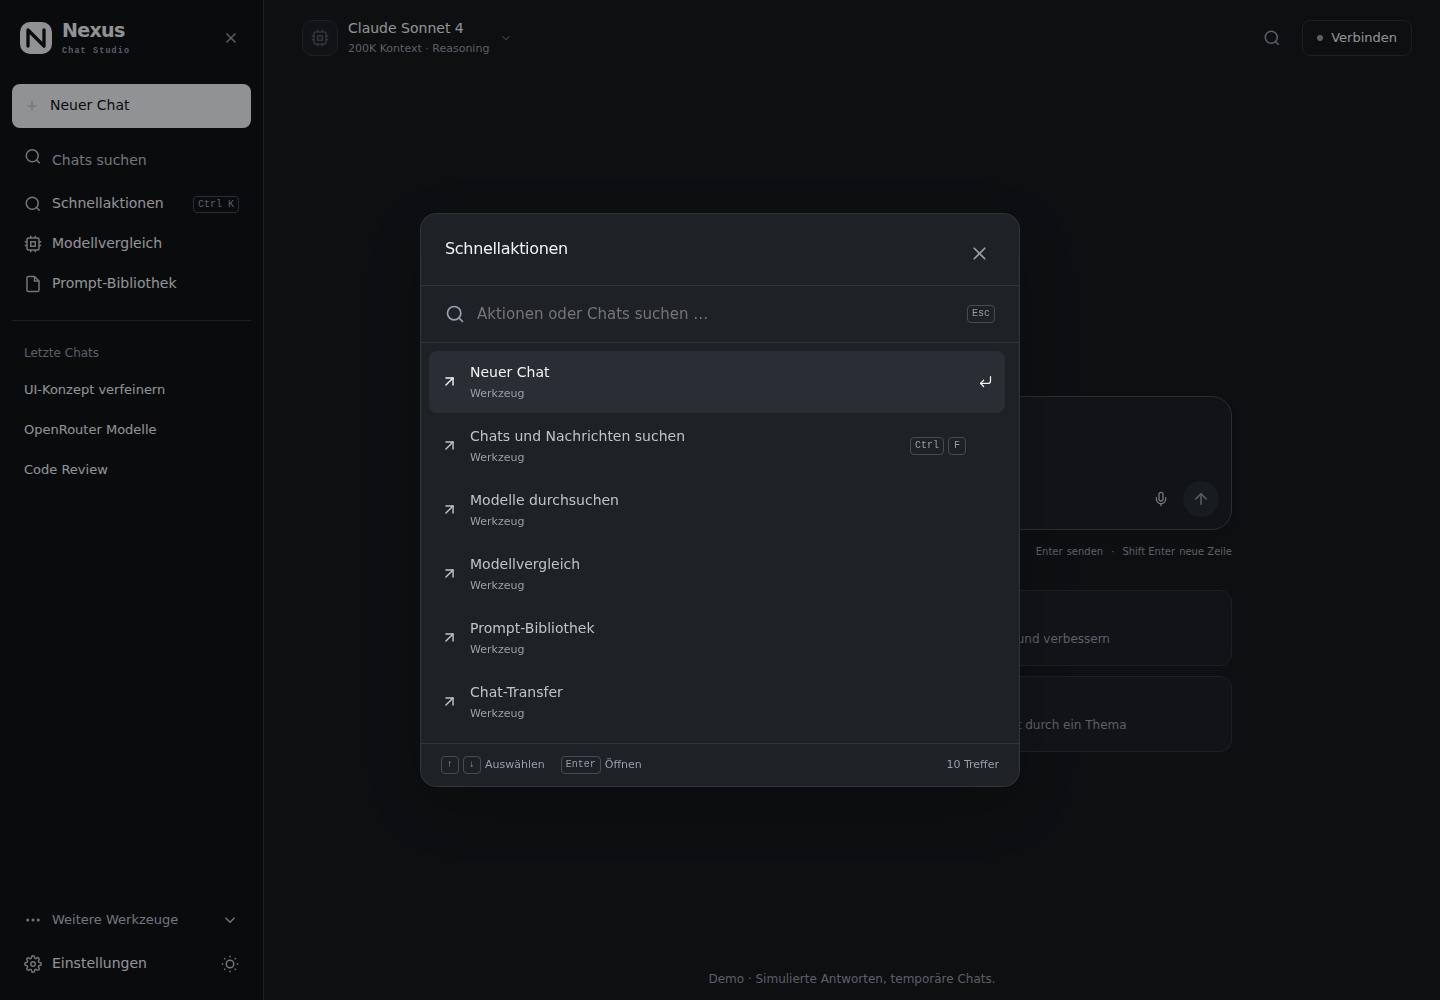 Nexus
Chat Studio
Neuer Chat
Chats suchen
Schnellaktionen Ctrl K
Modellvergleich
Prompt-Bibliothek
Letzte Chats
UI-Konzept verfeinern
OpenRouter Modelle
Code Review
Weitere Werkzeuge
Einstellungen
Claude Sonnet 4
200K Kontext · Reasoning
Verbinden
Schnellaktionen
Aktionen oder Chats suchen ...
Esc
Neuer Chat
Werkzeug
Chats und Nachrichten suchen
Werkzeug
Ctrl F
Modelle durchsuchen
Werkzeug
Modellvergleich
Werkzeug
Prompt-Bibliothek
Werkzeug
Chat-Transfer
Werkzeug
↑ ↓ Auswählen Enter Öffnen 10 Treffer
Enter senden · Shift Enter neue Zeile
und verbessern
durch ein Thema
Demo · Simulierte Antworten, temporäre Chats.